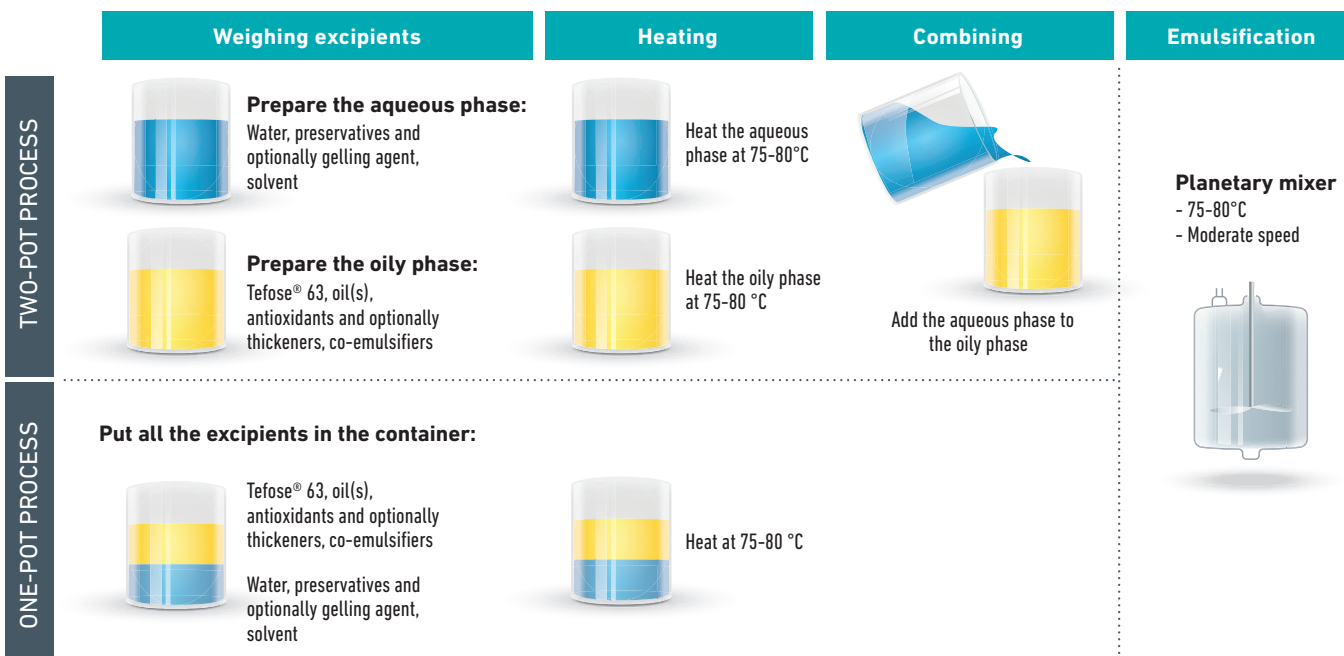 Weighing excipients
Heating
Combining
Emulsification
TWO-POT PROCESS
Prepare the aqueous phase:
Water, preservatives and
optionally gelling agent,
solvent
Heat the aqueous
phase at 75-80°C
Prepare the oily phase:
Tefose® 63, oil(s),
antioxidants and optionally
thickeners, co-emulsifiers
Heat the oily phase
at 75-80 °C
Add the aqueous phase to
the oily phase
Planetary mixer
- 75-80°C
- Moderate speed
ONE-POT PROCESS
Put all the excipients in the container:
Tefose® 63, oil(s),
antioxidants and optionally
thickeners, co-emulsifiers
Water, preservatives and
optionally gelling agent,
solvent
Heat at 75-80 °C